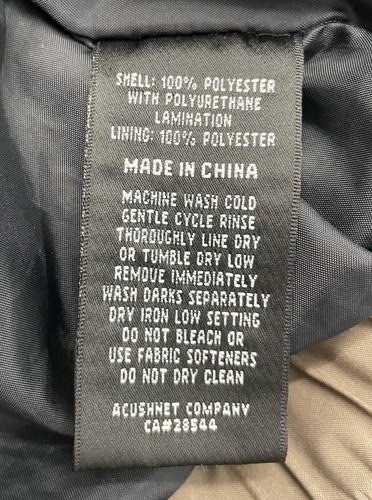 SHELL: 100% POLYESTER
WITH POLYURETHANE
LAMINATION
LINING: 100% POLYESTER
MADE IN CHINA
MACHINE WASH COLD
GENTLE CYCLE RINSE
THOROUGHLY LINE DRY
OR TUMBLE DRY LOW
REMOVE IMMEDIATELY
WASH DARKS SEPARATELY
DRY IRON LOW SETTING
DO NOT BLEACH OR
USE FABRIC SOFTENERS
DO NOT DRY CLEAN
ACUSHNET COMPANY
CA#28544